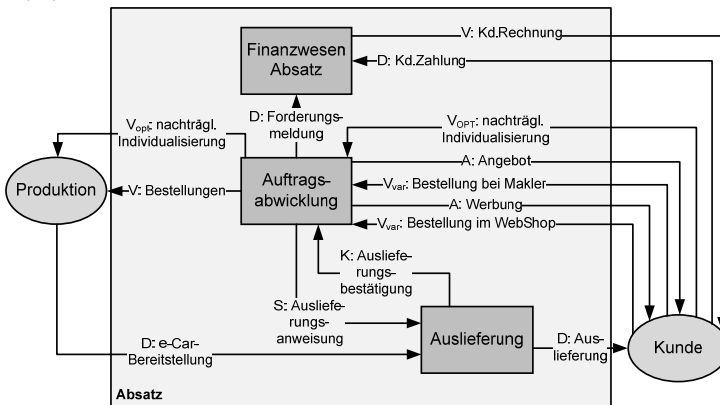 V: Kd.Rechnung
Finanzwesen
Absatz
D: Kd.Zahlung
D: Forderungs-
meldung
Vopt: nachträgl.
Individualisierung
VOPT: nachträgl.
Individualisierung
A: Angebot
Produktion
V: Bestellungen
Auftrags-
abwicklung
Vvar: Bestellung bei Makler
A: Werbung
Vvar: Bestellung im WebShop
K: Ausliefe-
rungs-
bestätigung
S: Ausliefe-
rungs-
anweisung
Auslieferung
D: Aus-
lieferung
Kunde
D: e-Car-
Bereitstellung
Absatz